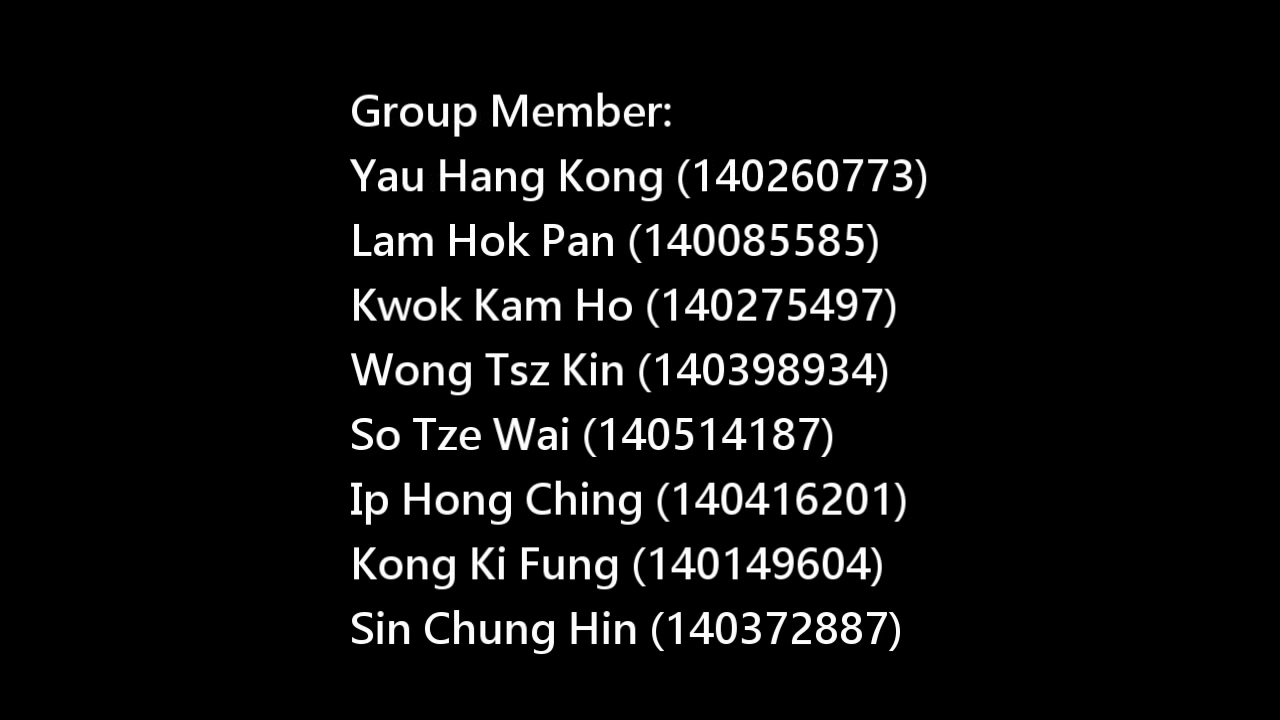 Group Member:
Yau Hang Kong (140260773)
Lam Hok Pan (140085585)
Kwok Kam Ho (140275497)
Wong Tsz Kin (140398934)
So Tze Wai (140514187)
Ip Hong Ching (140416201)
Kong Ki Fung (140149604)
Sin Chung Hin (140372887)